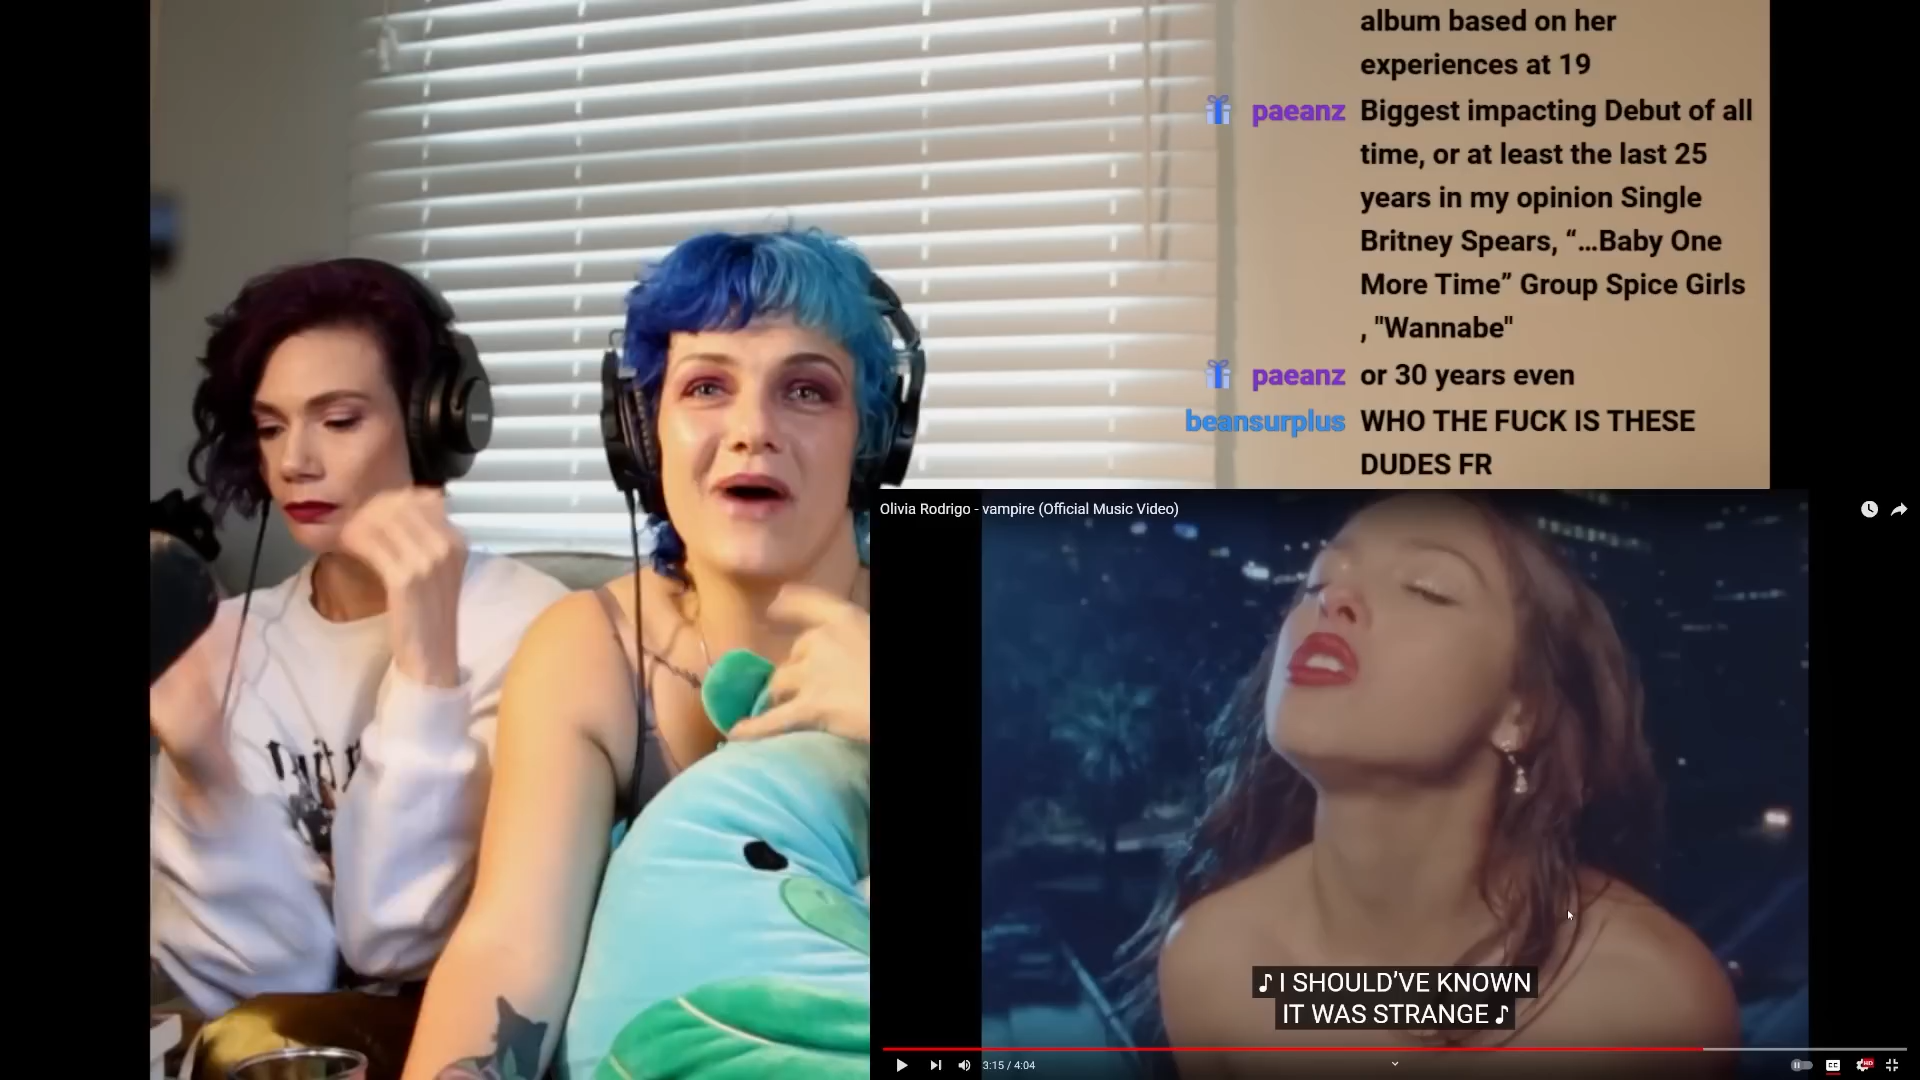 album based on her
experiences at 19
paeanz Biggest impacting Debut of all
time, or at least the last 25
years in my opinion Single
Britney Spears, “...Baby One
More Time” Group Spice Girls
, "Wannabe"
paeanz or 30 years even
beansurplus WHO THE FUCK IS THESE
DUDES FR
Olivia Rodrigo - vampire (Official Music Video)
♪ I SHOULD’VE KNOWN
IT WAS STRANGE ♪
3:15 / 4:04
CC
HD